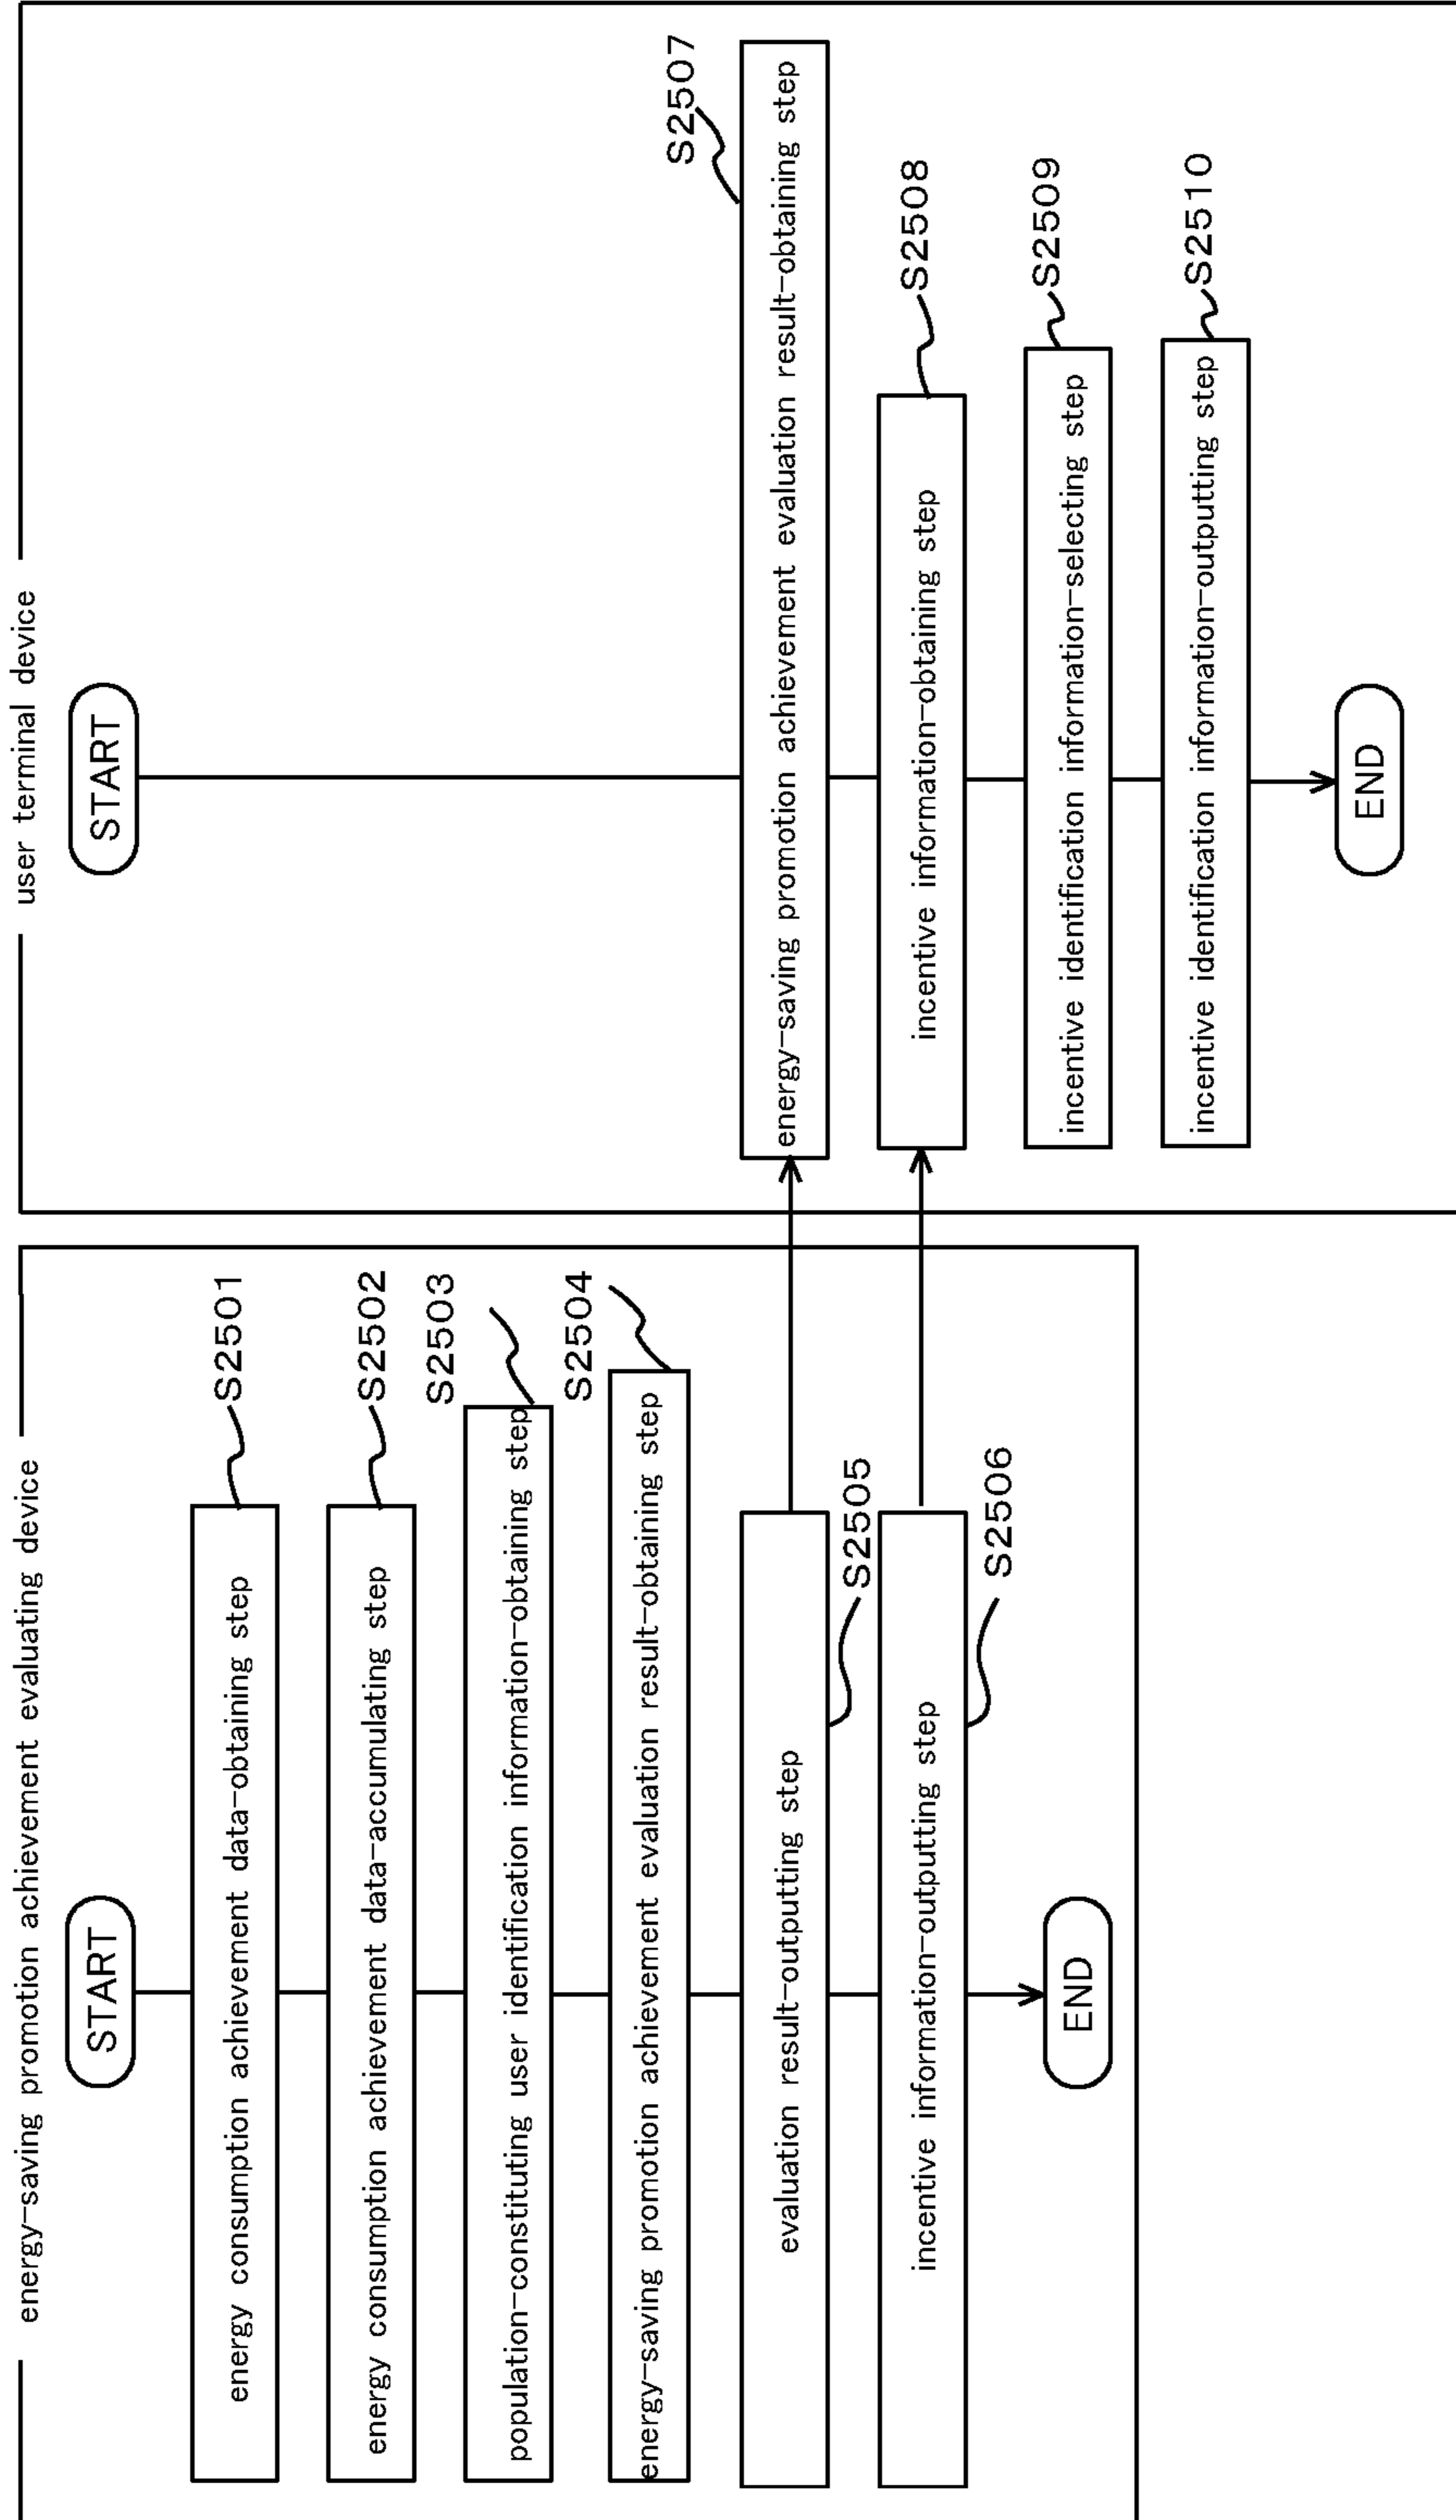 energy-saving promotion achievement evaluating device
START
energy consumption achievement data-obtaining step
S2501
energy consumption achievement data-accumulating step
S2502
population-constituting user identification information-obtaining step
S2503
energy-saving promotion achievement evaluation result-obtaining step
S2504
evaluation result-outputting step
S2505
incentive information-outputting step
S2506
END
user terminal device
START
energy-saving promotion achievement evaluation result-obtaining step
S2507
incentive information-obtaining step
S2508
incentive identification information-selecting step
S2509
incentive identification information-outputting step
S2510
END